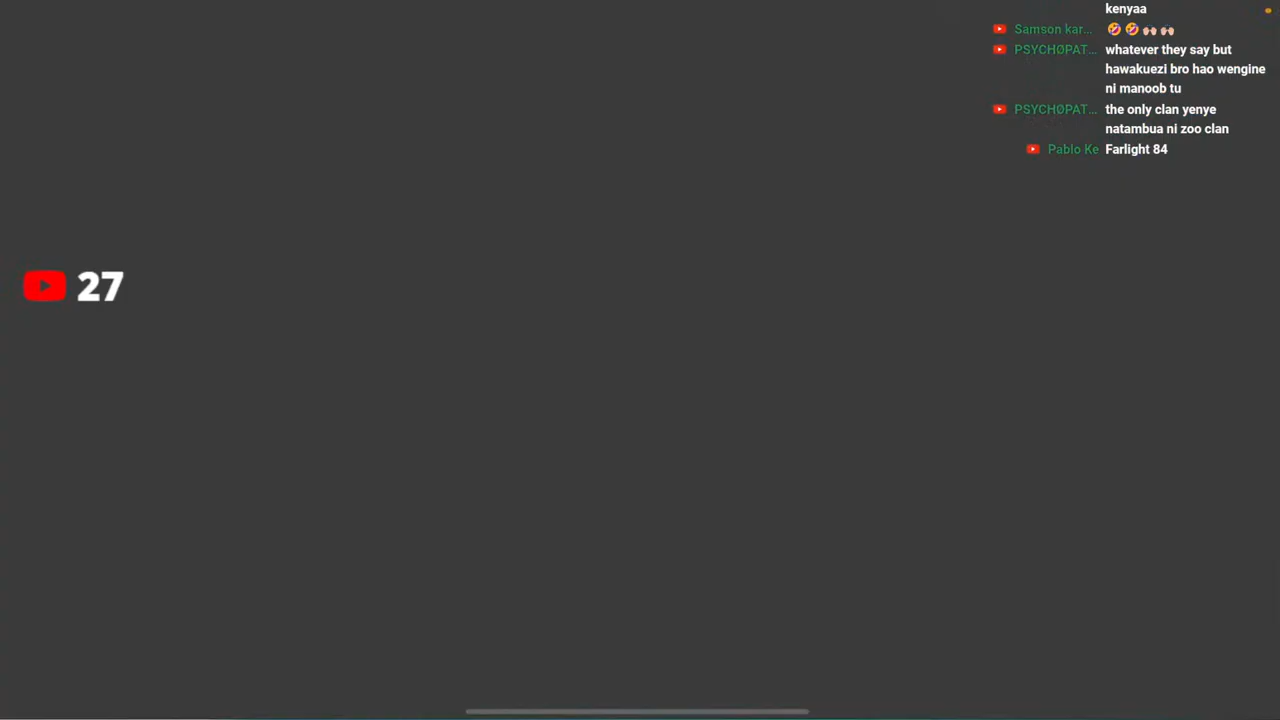 kenyaa
Samson kar... 🤣 🤣 🙌🏼 🙌🏼
PSYCHØPAT... whatever they say but
hawakuezi bro hao wengine
ni manoob tu
PSYCHØPAT... the only clan yenye
natambua ni zoo clan
Pablo Ke Farlight 84
27